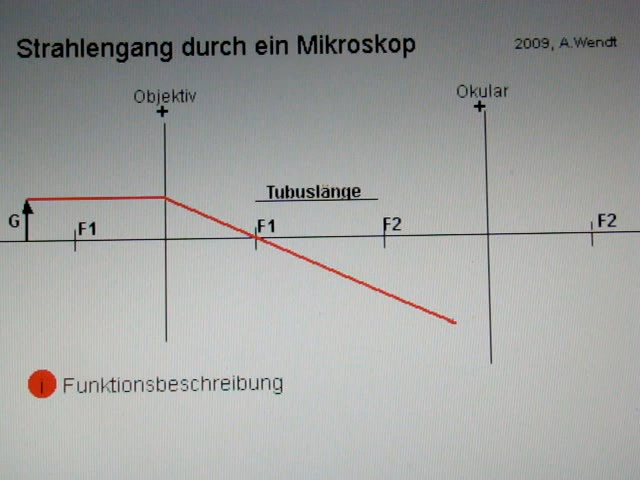 Strahlengang durch ein Mikroskop
2009, A.Wendt
Objektiv
Okular
+
+
Tubuslänge
G
F1
F1
F2
F2
i Funktionsbeschreibung